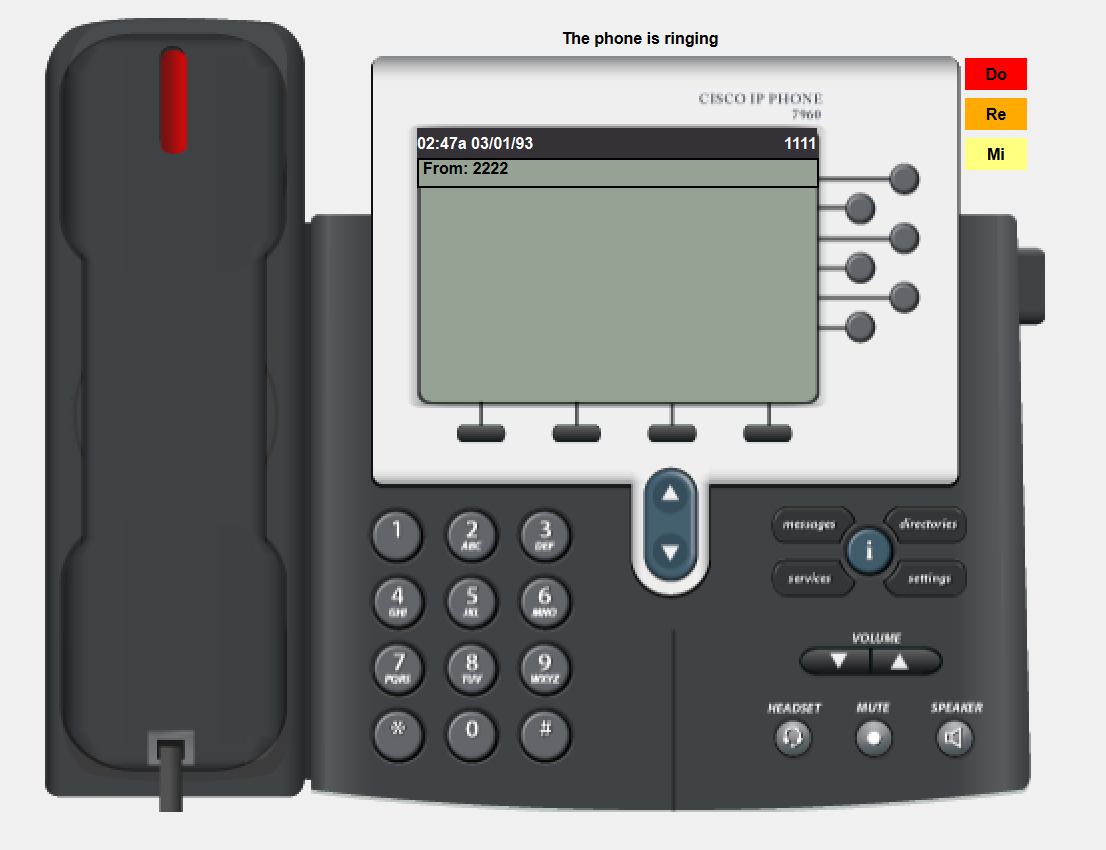 The phone is ringing
Do
CISCO IP PHONE
7960
Re
02:47a 03/01/93 1111
Mi
From: 2222
1
2
ABC
3
DEF
messages
directories
i
4
GHI
5
JKL
6
MNO
services
settings
VOLUME
7
PQRS
8
TUV
9
WXYZ
HEADSET
MUTE
SPEAKER
*
0
#